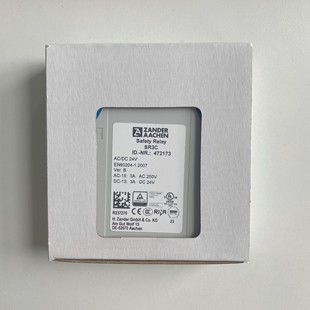 ZANDER
AACHEN
Safety Relay
SR3C
ID.-NR.: 472173
AC/DC 24V
EN60204-1:2007
Ver: B
AC-15: 3A AC 250V
DC-13: 3A DC 24V
H. Zander GmbH & Co. KG
Am Gut Wolf 15
DE-52070 Aachen